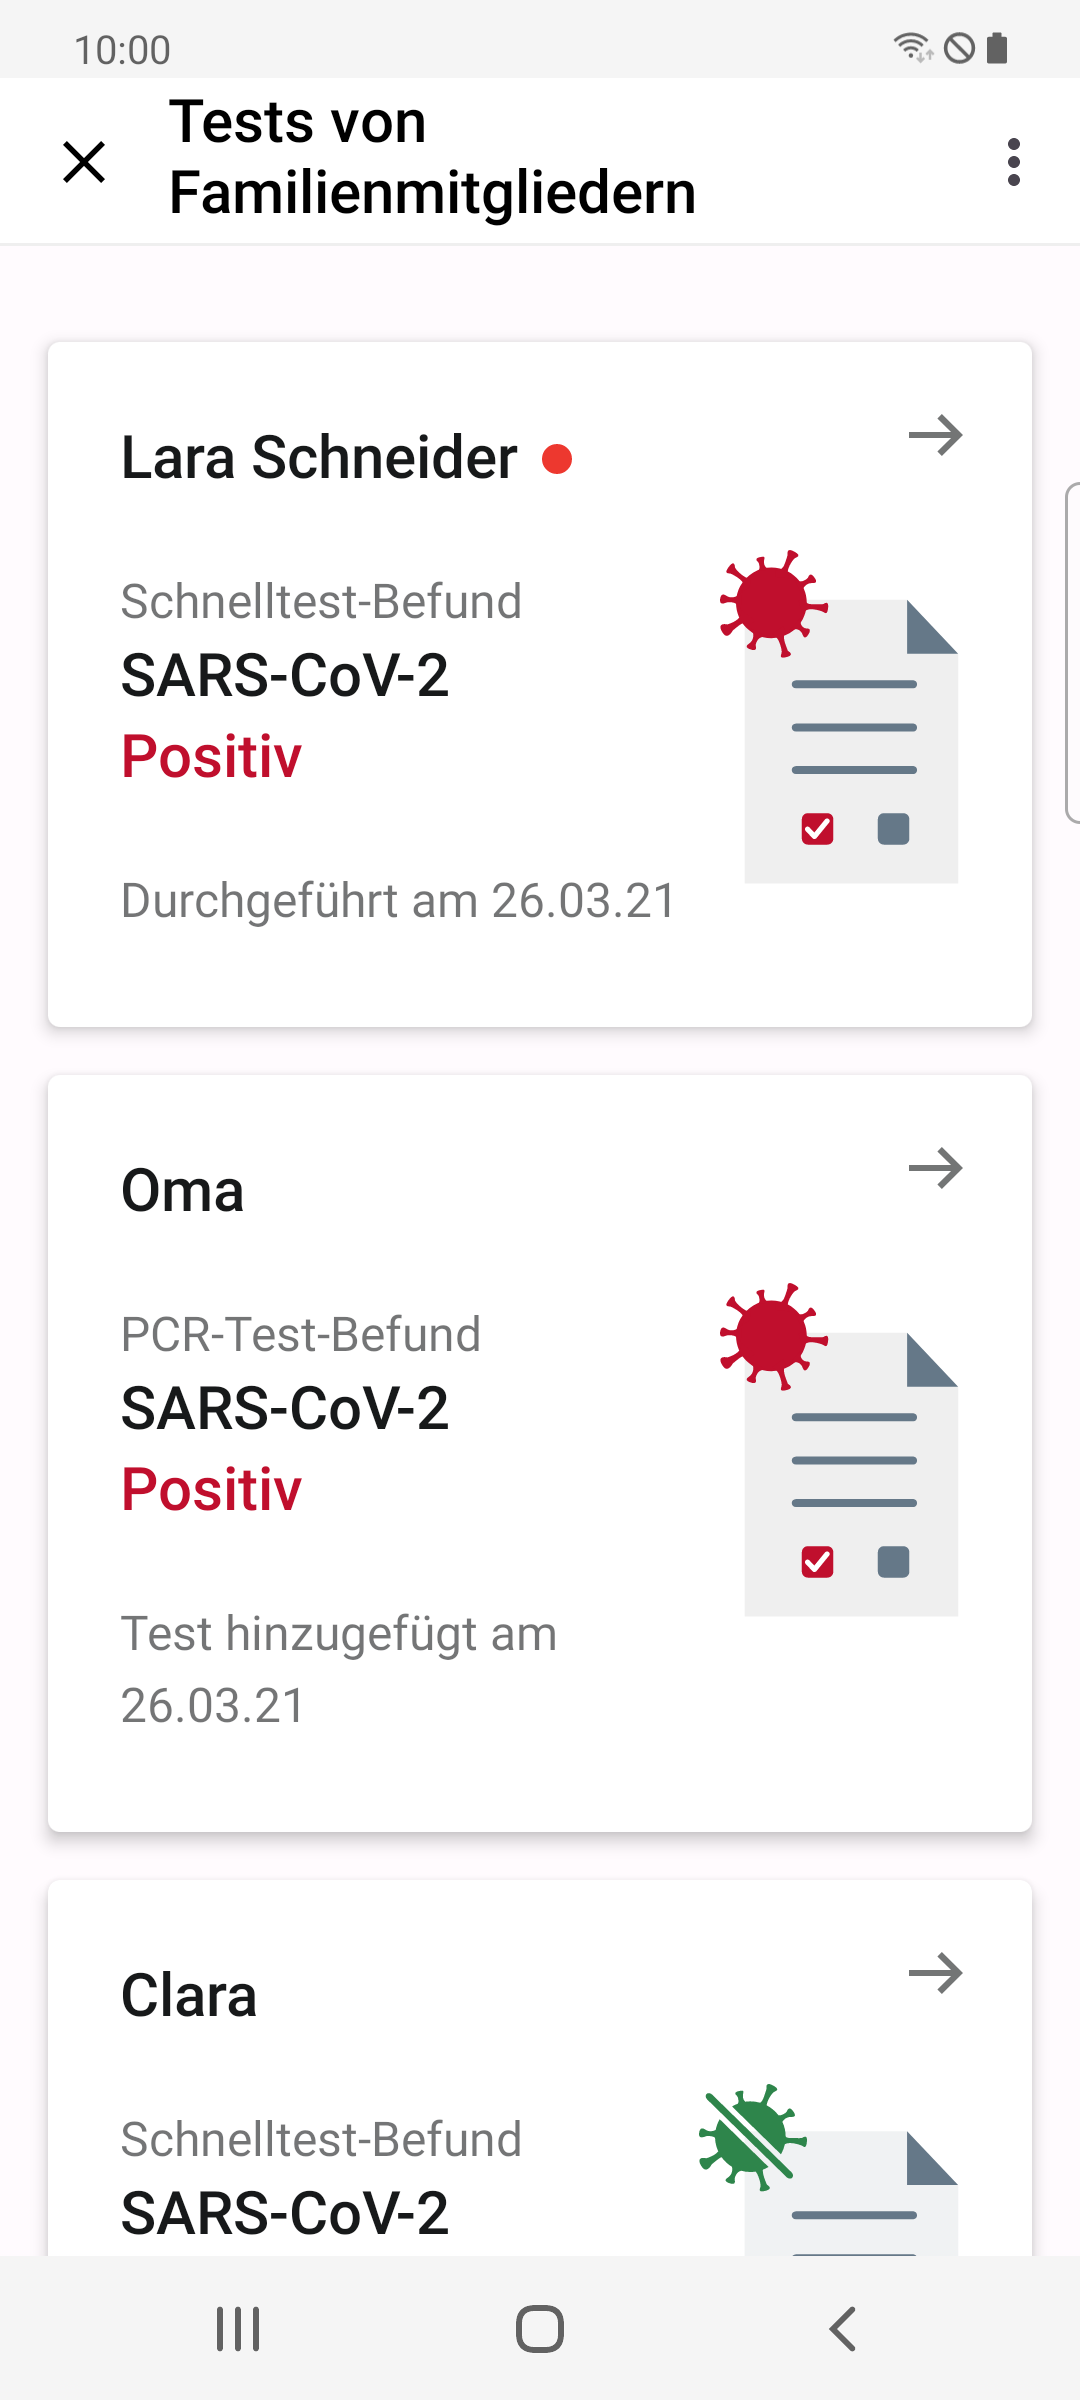 10:00
Tests von
Familienmitgliedern
Lara Schneider
Schnelltest-Befund
SARS-CoV-2
Positiv
Durchgeführt am 26.03.21
Oma
PCR-Test-Befund
SARS-CoV-2
Positiv
Test hinzugefügt am
26.03.21
Clara
Schnelltest-Befund
SARS-CoV-2